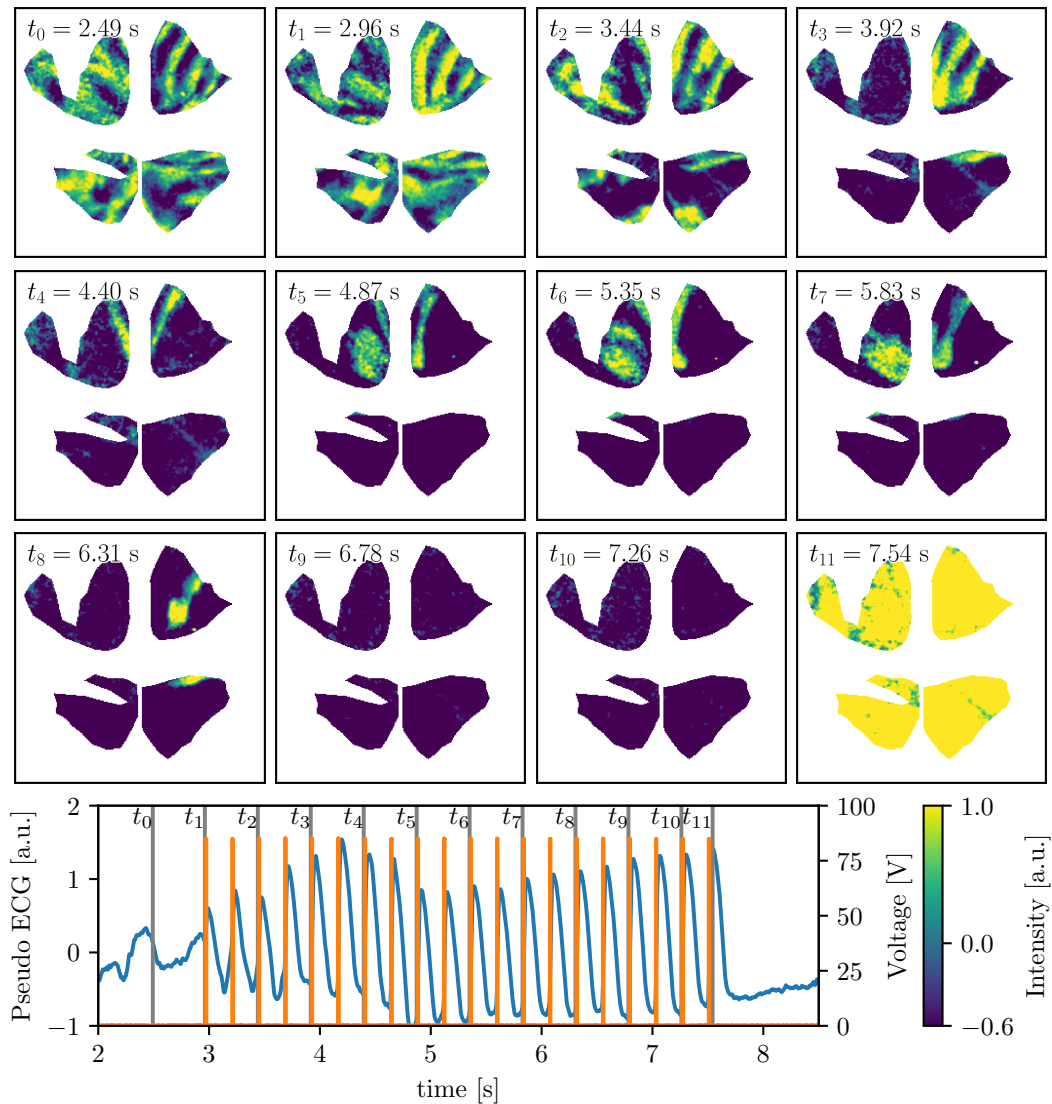 t₀ = 2.49 s
t₁ = 2.96 s
t₂ = 3.44 s
t₃ = 3.92 s
t₄ = 4.40 s
t₅ = 4.87 s
t₆ = 5.35 s
t₇ = 5.83 s
t₈ = 6.31 s
t₉ = 6.78 s
t₁₀ = 7.26 s
t₁₁ = 7.54 s
t₀ t₁ t₂ t₃ t₄ t₅ t₆ t₇ t₈ t₉ t₁₀ t₁₁
Pseudo ECG [a.u.]
2
1
0
−1
2 3 4 5 6 7 8
time [s]
100
75
50
25
0
Voltage [V]
1.0
0.0
−0.6
Intensity [a.u.]